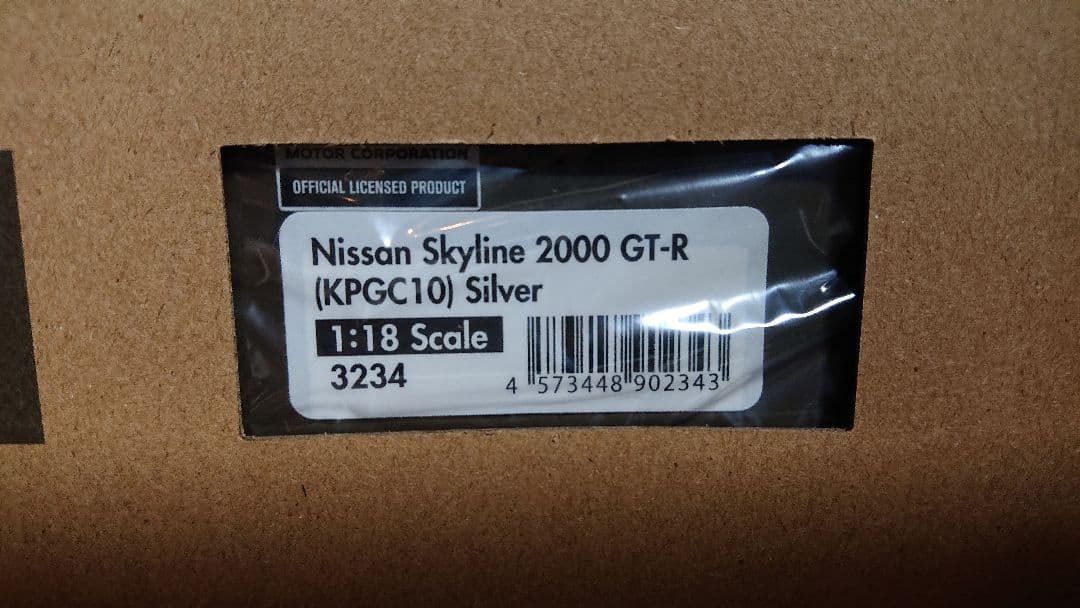 MOTOR CORPORATION
OFFICIAL LICENSED PRODUCT
Nissan Skyline 2000 GT-R
(KPGC10) Silver
1:18 Scale
3234
4 573448 902343